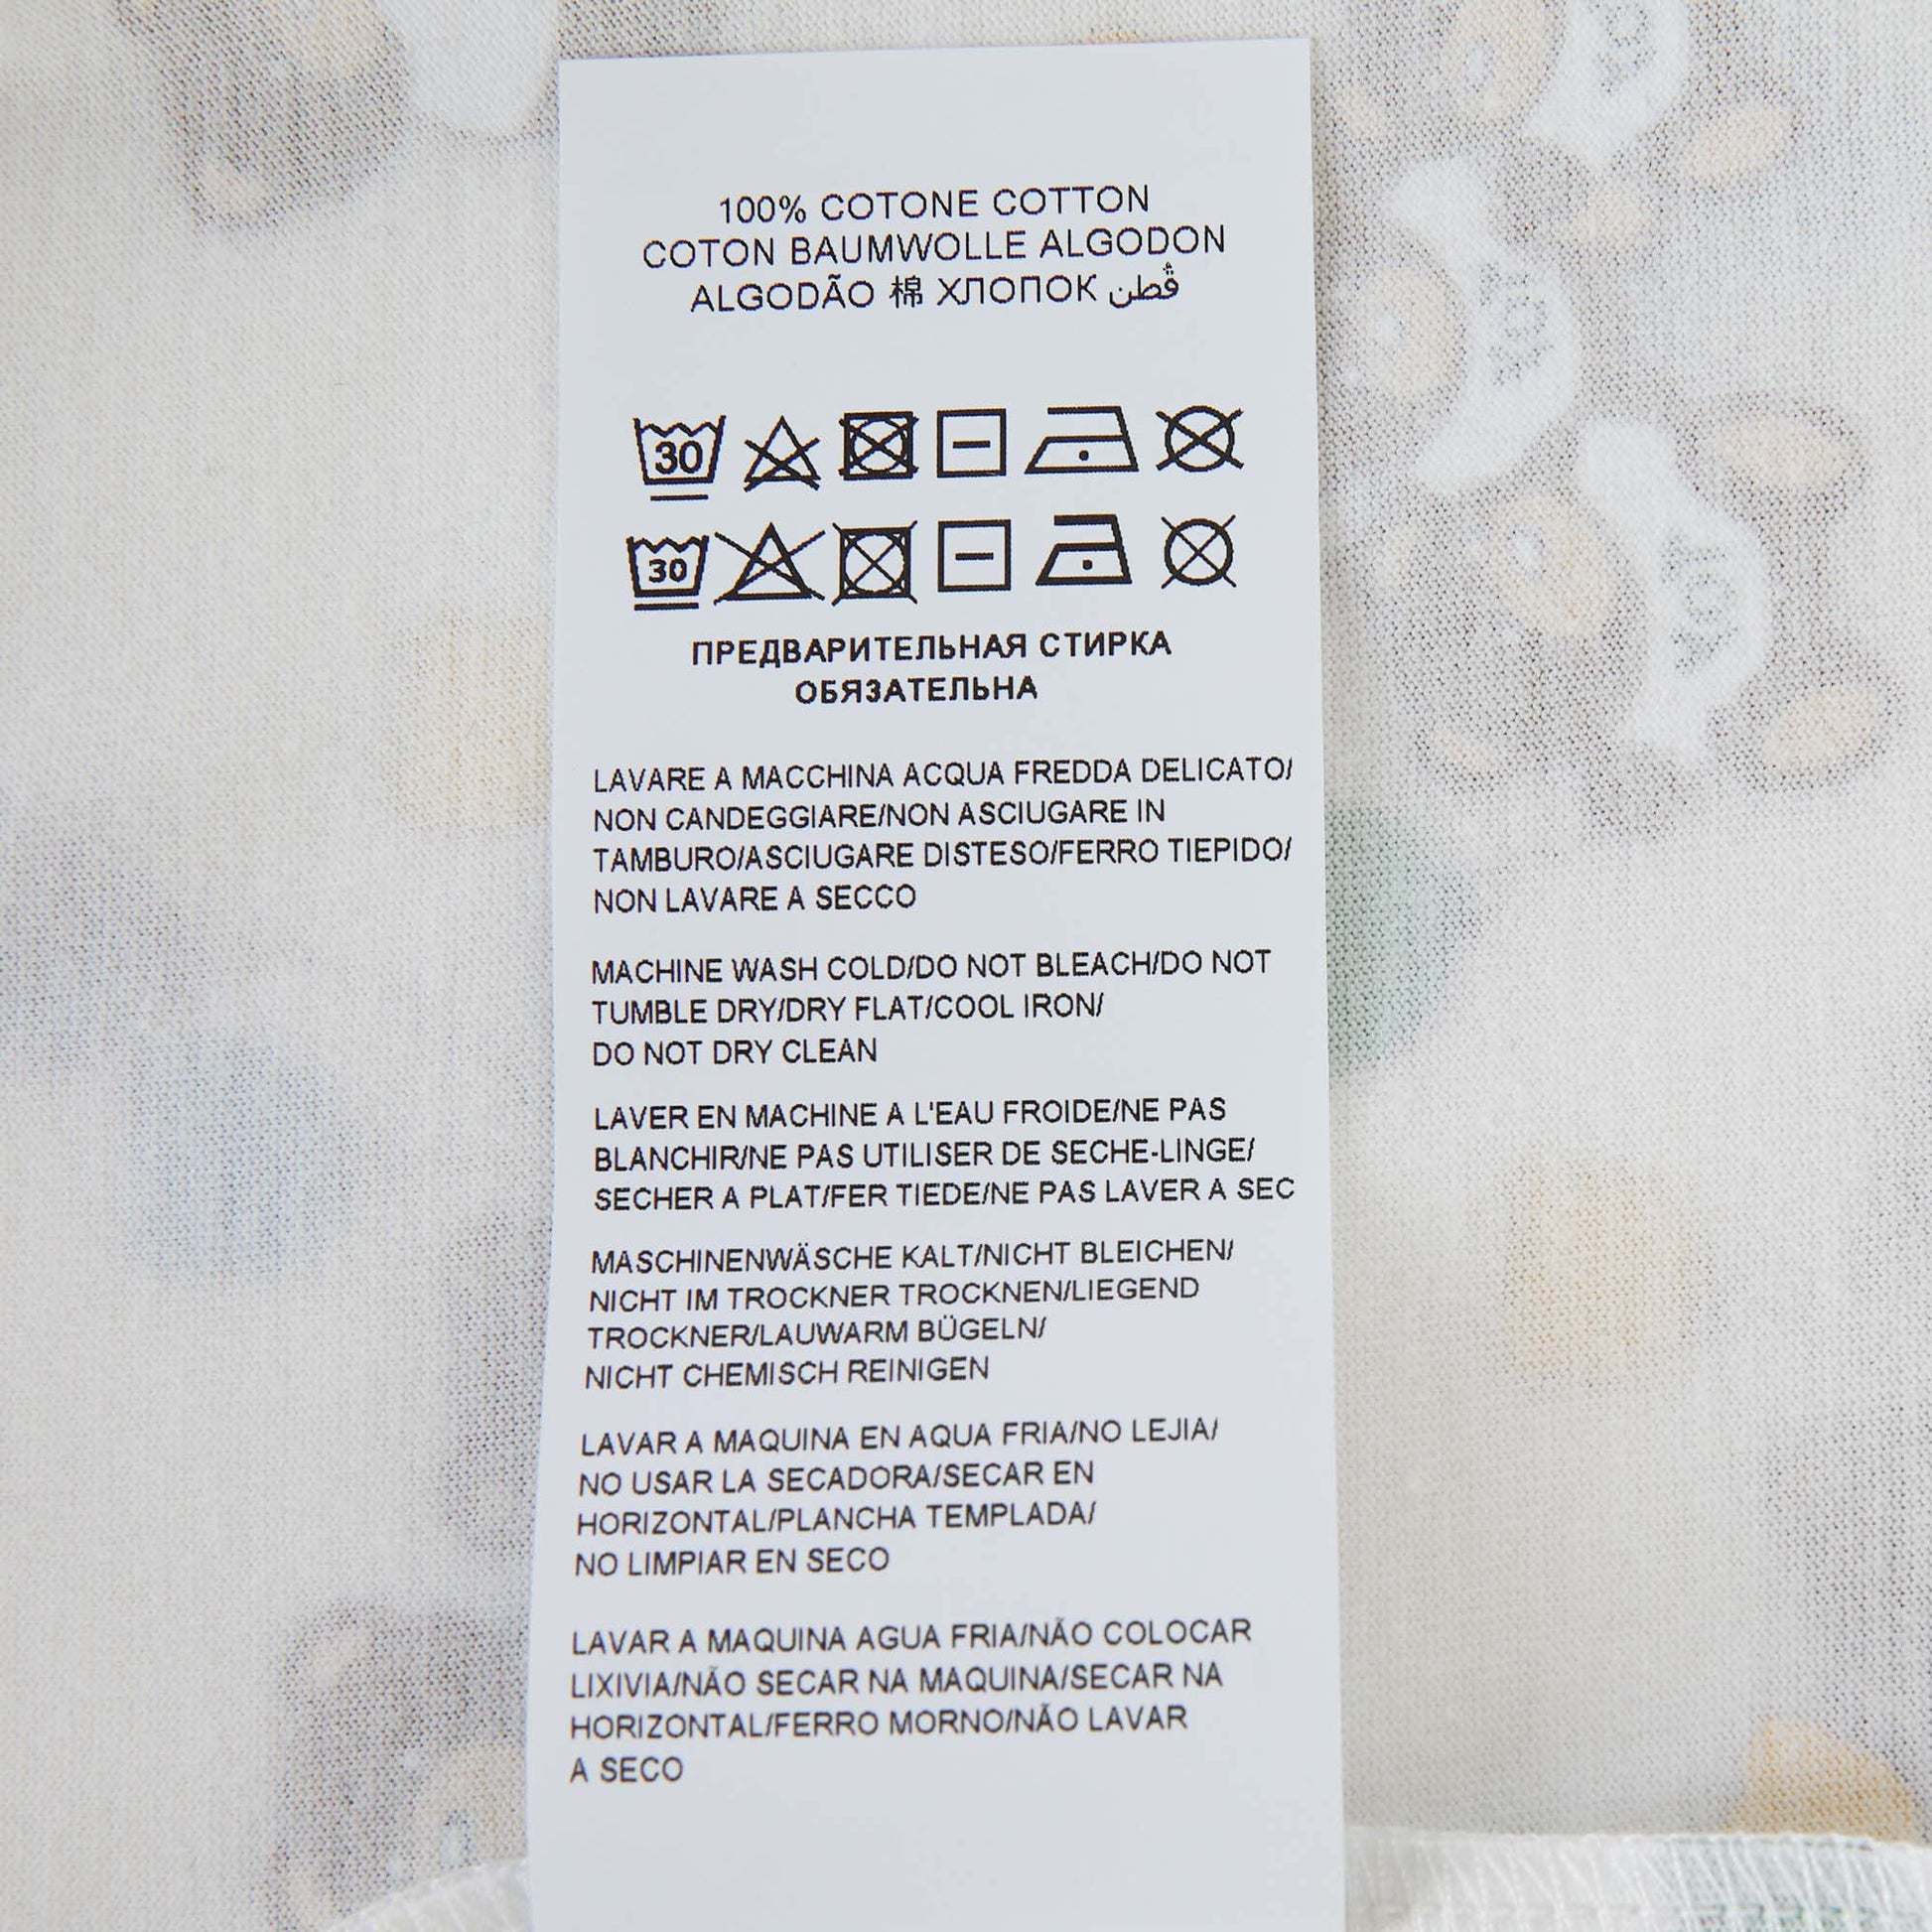 100% COTONE COTTON
COTON BAUMWOLLE ALGODON
ALGODÃO 棉 ХЛОПОК قُطن
30
30
ПРЕДВАРИТЕЛЬНАЯ СТИРКА
ОБЯЗАТЕЛЬНА
LAVARE A MACCHINA ACQUA FREDDA DELICATO/
NON CANDEGGIARE/NON ASCIUGARE IN
TAMBURO/ASCIUGARE DISTESO/FERRO TIEPIDO/
NON LAVARE A SECCO
MACHINE WASH COLD/DO NOT BLEACH/DO NOT
TUMBLE DRY/DRY FLAT/COOL IRON/
DO NOT DRY CLEAN
LAVER EN MACHINE A L'EAU FROIDE/NE PAS
BLANCHIR/NE PAS UTILISER DE SECHE-LINGE/
SECHER A PLAT/FER TIEDE/NE PAS LAVER A SEC
MASCHINENWÄSCHE KALT/NICHT BLEICHEN/
NICHT IM TROCKNER TROCKNEN/LIEGEND
TROCKNER/LAUWARM BÜGELN/
NICHT CHEMISCH REINIGEN
LAVAR A MAQUINA EN AQUA FRIA/NO LEJIA/
NO USAR LA SECADORA/SECAR EN
HORIZONTAL/PLANCHA TEMPLADA/
NO LIMPIAR EN SECO
LAVAR A MAQUINA AGUA FRIA/NÃO COLOCAR
LIXIVIA/NÃO SECAR NA MAQUINA/SECAR NA
HORIZONTAL/FERRO MORNO/NÃO LAVAR
A SECO